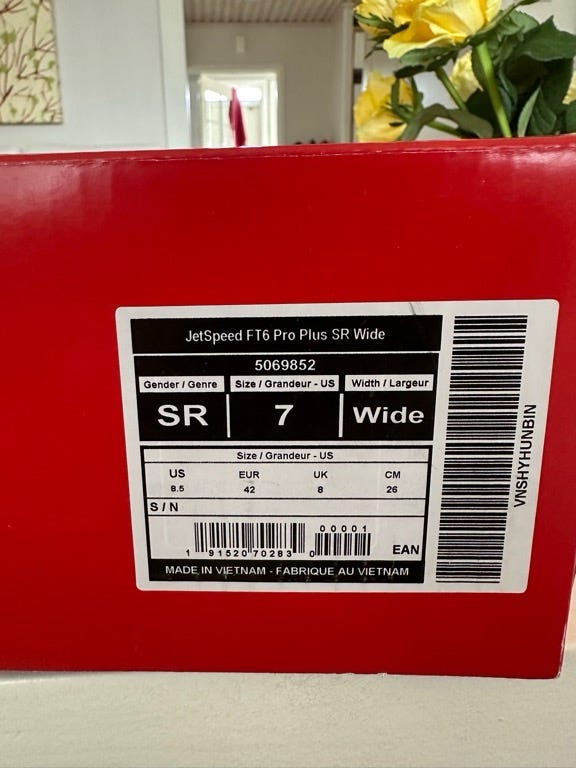 JetSpeed FT6 Pro Plus SR Wide
5069852
Gender / Genre Size / Grandeur - US Width / Largeur
SR 7 Wide
Size / Grandeur - US
US EUR UK CM
8.5 42 8 26
S / N
00001
1 91520 70283 0 EAN
MADE IN VIETNAM - FABRIQUE AU VIETNAM
VNSHYHUNBIN